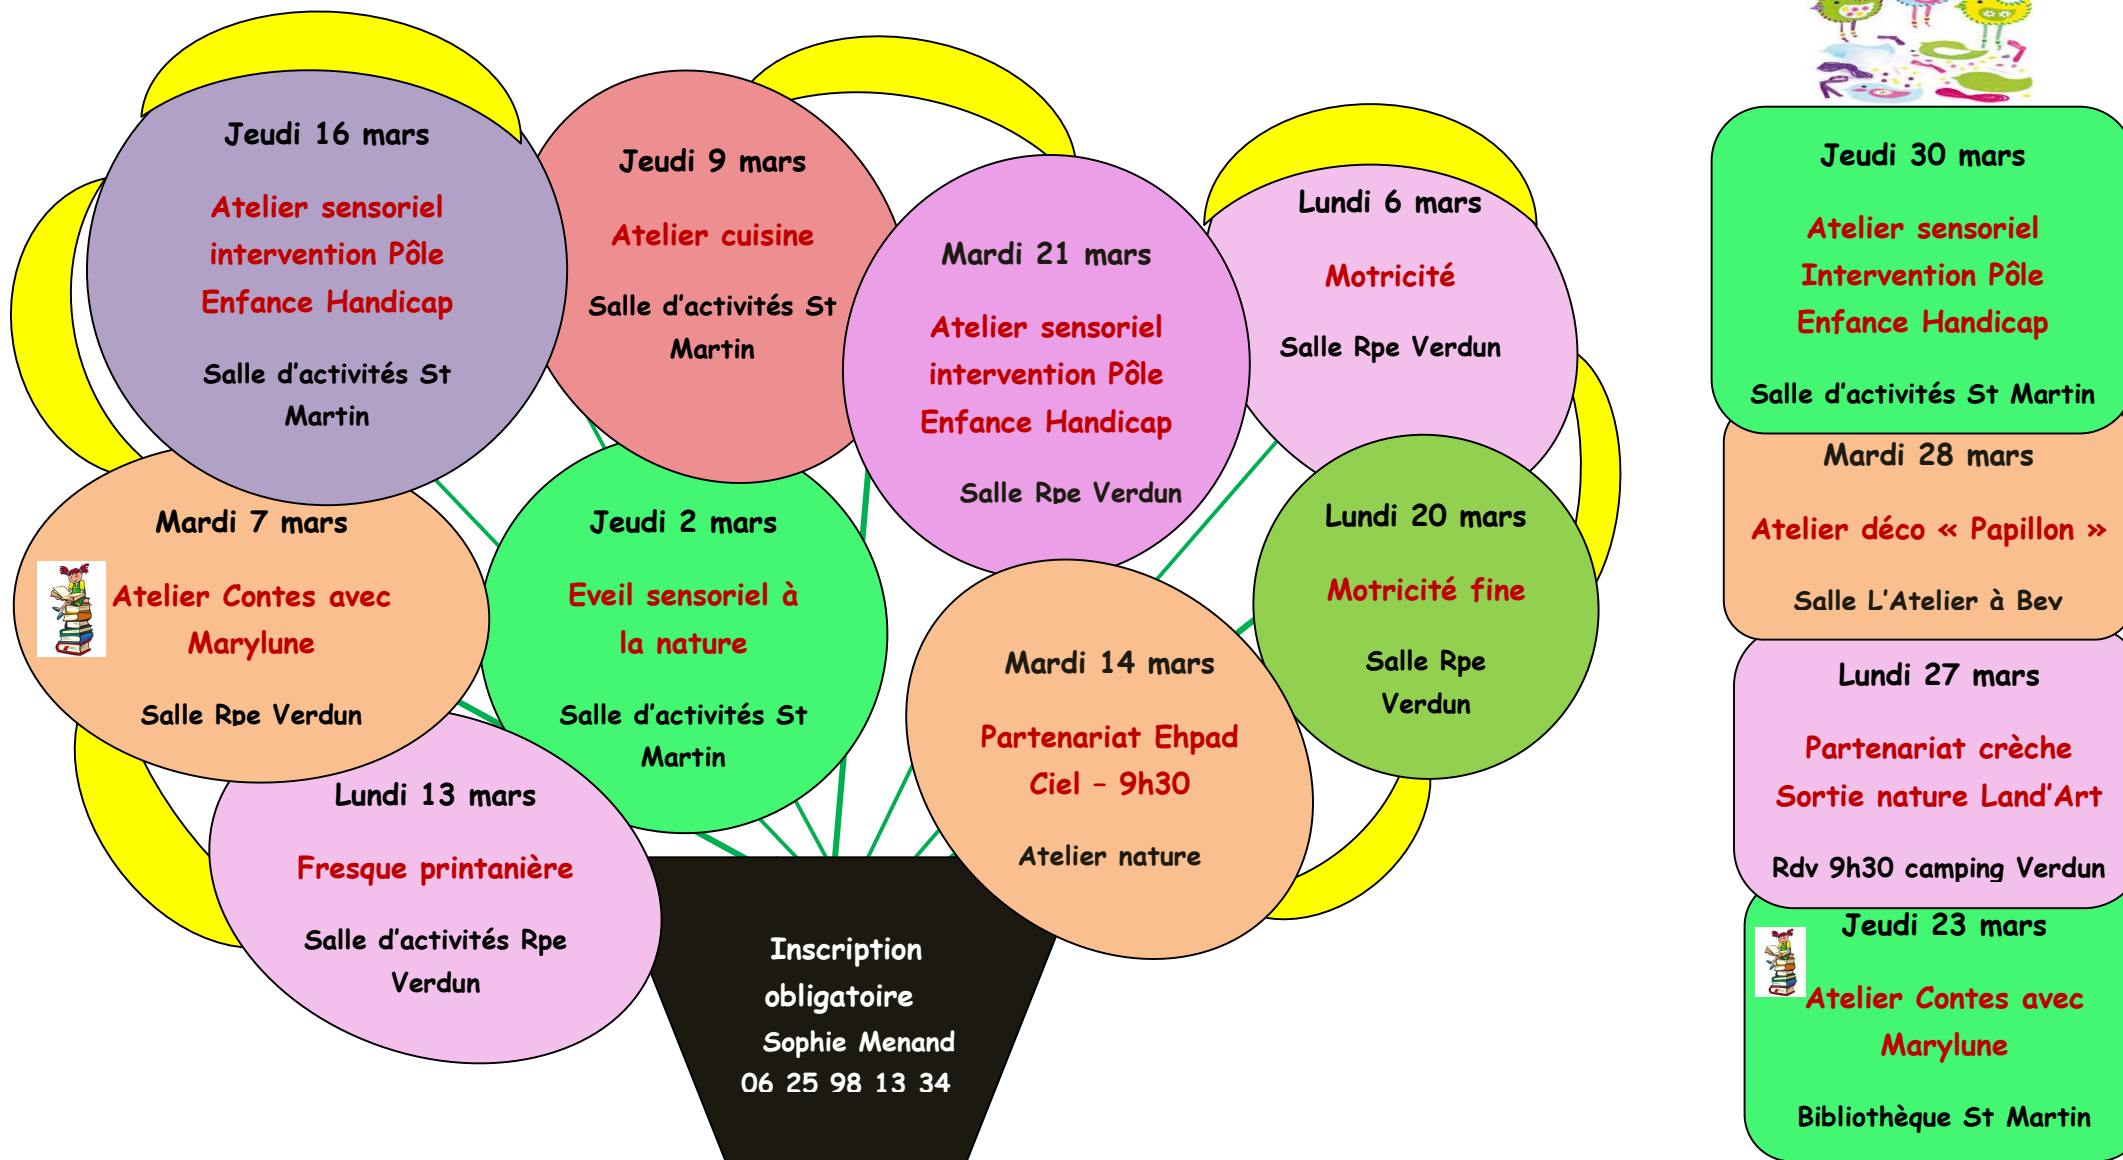 Jeudi 16 mars
Atelier sensoriel
intervention Pôle
Enfance Handicap
Salle d'activités St
Martin
Jeudi 9 mars
Atelier cuisine
Salle d'activités St
Martin
Mardi 21 mars
Atelier sensoriel
intervention Pôle
Enfance Handicap
Salle Rpe Verdun
Lundi 6 mars
Motricité
Salle Rpe Verdun
Mardi 7 mars
Atelier Contes avec
Marylune
Salle Rpe Verdun
Jeudi 2 mars
Eveil sensoriel à
la nature
Salle d'activités St
Martin
Lundi 20 mars
Motricité fine
Salle Rpe
Verdun
Mardi 14 mars
Partenariat Ehpad
Ciel – 9h30
Atelier nature
Lundi 13 mars
Fresque printanière
Salle d'activités Rpe
Verdun
Inscription
obligatoire
Sophie Menand
06 25 98 13 34
Jeudi 30 mars
Atelier sensoriel
Intervention Pôle
Enfance Handicap
Salle d'activités St Martin
Mardi 28 mars
Atelier déco « Papillon »
Salle L'Atelier à Bev
Lundi 27 mars
Partenariat crèche
Sortie nature Land'Art
Rdv 9h30 camping Verdun
Jeudi 23 mars
Atelier Contes avec
Marylune
Bibliothèque St Martin